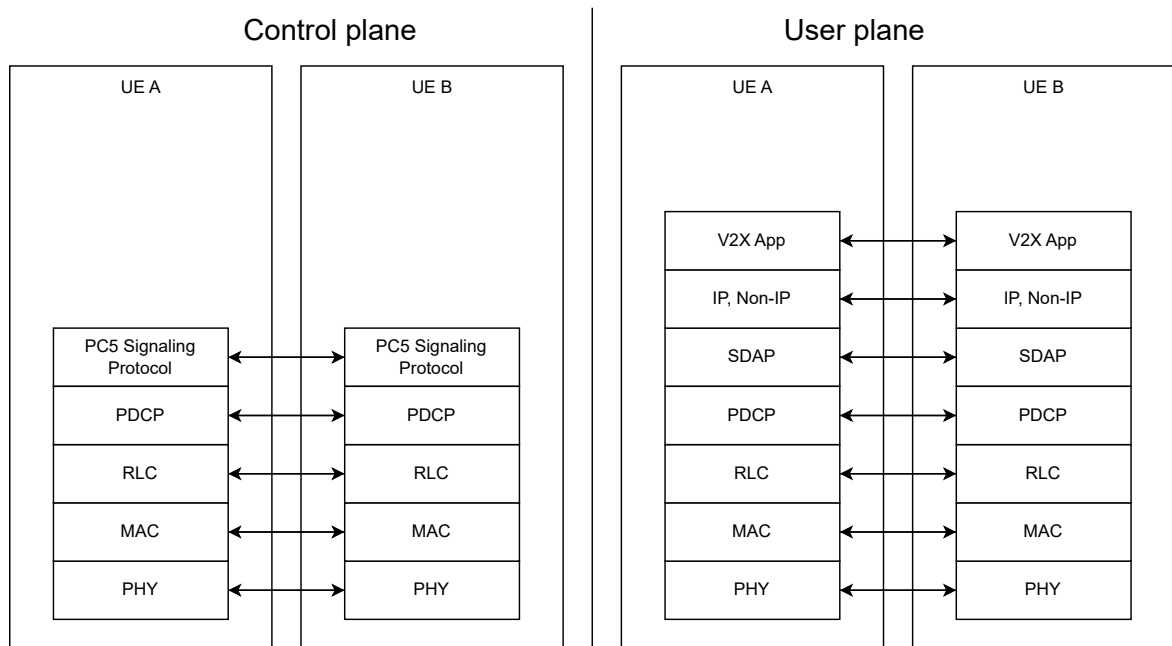 Control plane
UE A
UE B
PC5 Signaling
Protocol
PC5 Signaling
Protocol
PDCP
PDCP
RLC
RLC
MAC
MAC
PHY
PHY
User plane
UE A
UE B
V2X App
V2X App
IP, Non-IP
IP, Non-IP
SDAP
SDAP
PDCP
PDCP
RLC
RLC
MAC
MAC
PHY
PHY